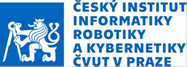 ČESKÝ INSTITUT
INFORMATIKY
ROBOTIKY
A KYBERNETIKY
ČVUT V PRAZE